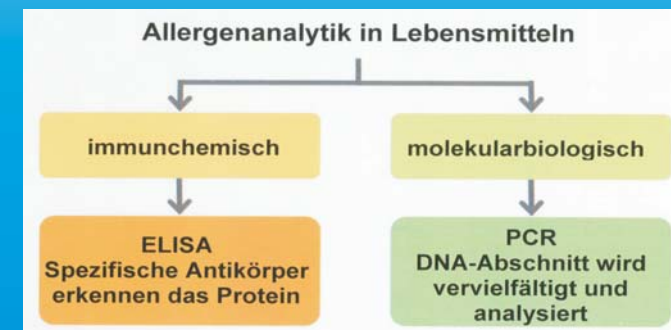 Allergenanalytik in Lebensmitteln
immunchemisch
molekularbiologisch
ELISA
Spezifische Antikörper
erkennen das Protein
PCR
DNA-Abschnitt wird
vervielfältigt und
analysiert